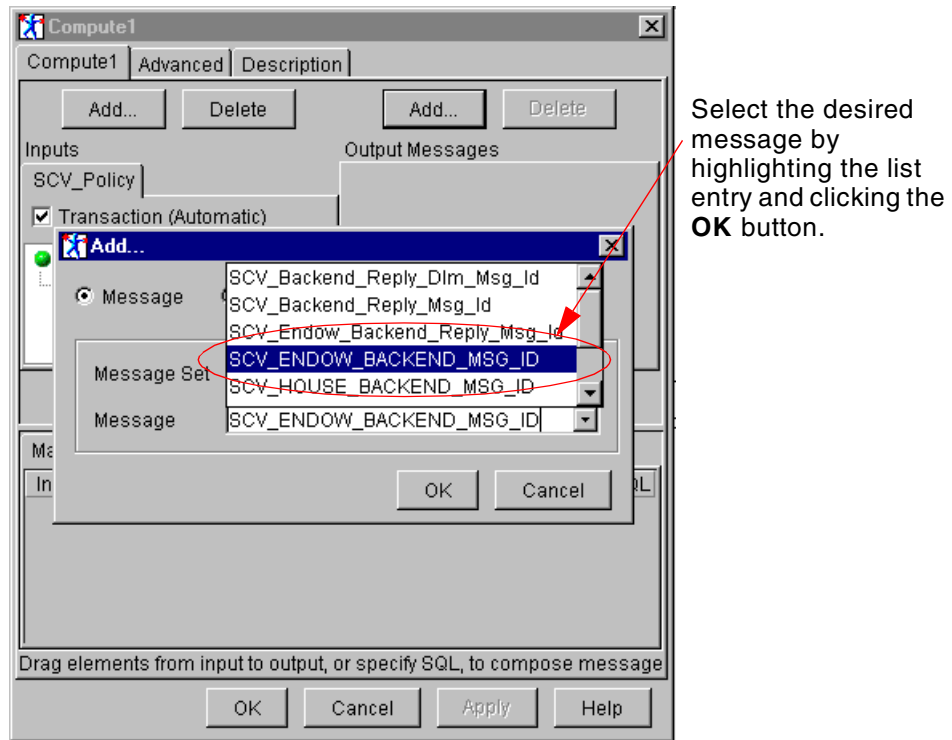 Compute1
Compute1 Advanced Description
Add... Delete Add... Delete
Inputs Output Messages
SCV_Policy
Transaction (Automatic)
Add...
SCV_Backend_Reply_Dlm_Msg_Id
Message SCV_Backend_Reply_Msg_Id
SCV_Endow_Backend_Reply_Msg_Id
SCV_ENDOW_BACKEND_MSG_ID
Message Set SCV_HOUSE_BACKEND_MSG_ID
Message SCV_ENDOW_BACKEND_MSG_ID
Ma
In QL
OK Cancel
Drag elements from input to output, or specify SQL, to compose message
OK Cancel Apply Help
Select the desired
message by
highlighting the list
entry and clicking the
OK button.